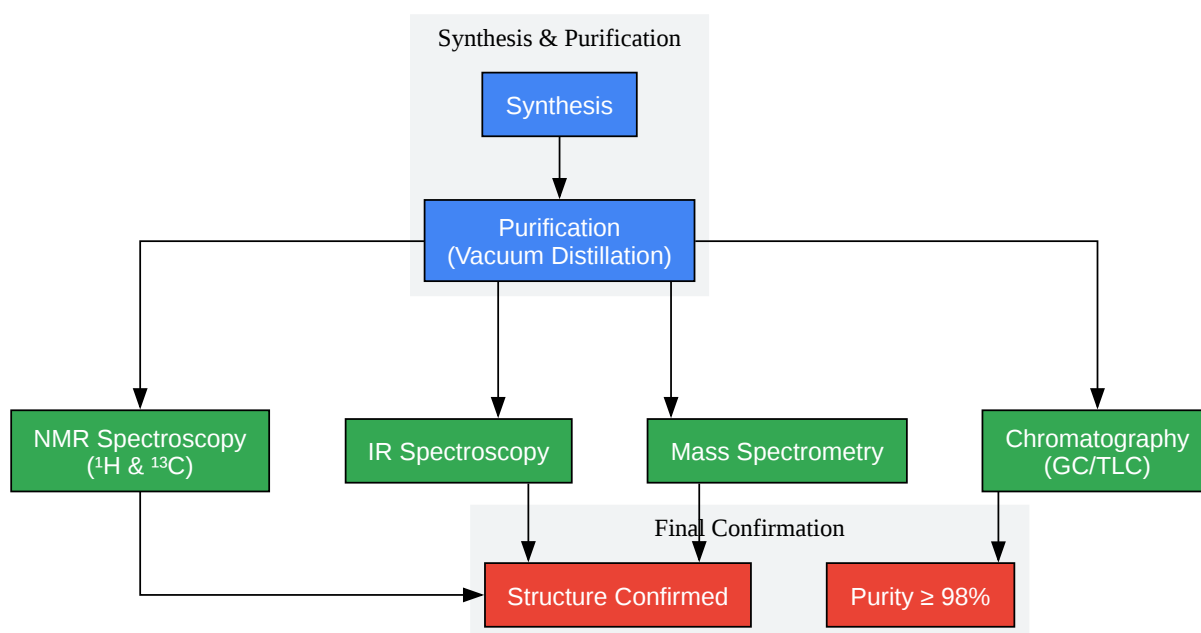 Synthesis & Purification
Synthesis
Purification
(Vacuum Distillation)
NMR Spectroscopy
(¹H & ¹³C)
IR Spectroscopy
Mass Spectrometry
Chromatography
(GC/TLC)
Final Confirmation
Structure Confirmed
Purity ≥ 98%